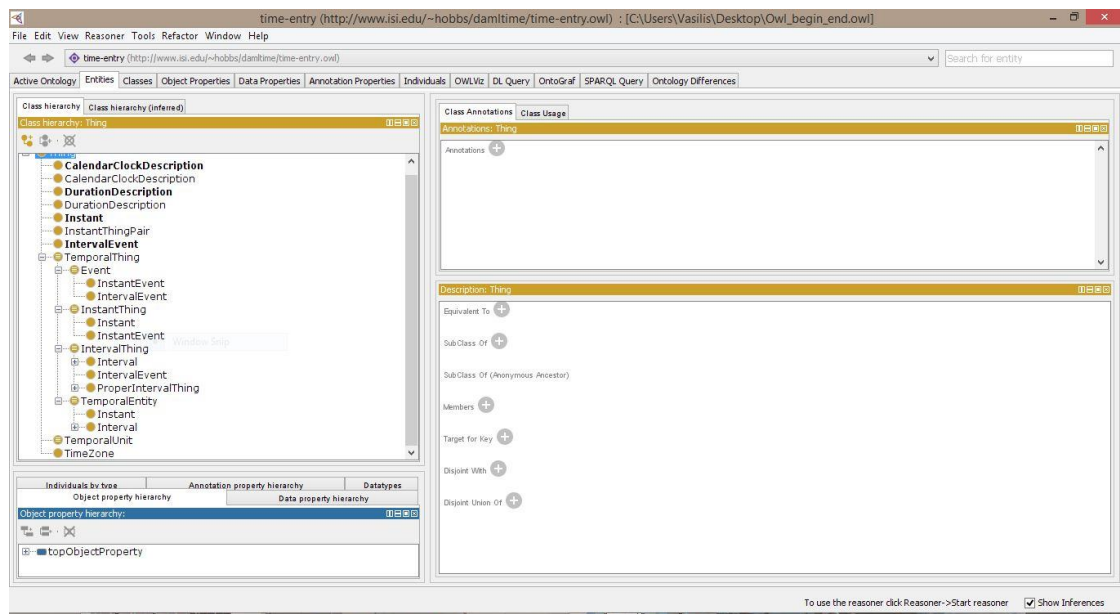 time-entry (http://www.isi.edu/~hobbs/damltime/time-entry.owl) : [C:\Users\Vasilis\Desktop\Owl_begin_end.owl]
File Edit View Reasoner Tools Refactor Window Help
time-entry (http://www.isi.edu/~hobbs/damltime/time-entry.owl)
Search for entity
Active Ontology Entities Classes Object Properties Data Properties Annotation Properties Individuals OWLViz DL Query OntoGraf SPARQL Query Ontology Differences
Class hierarchy Class hierarchy (inferred)
Class hierarchy: Thing
Thing
CalendarClockDescription
CalendarClockDescription
DurationDescription
DurationDescription
Instant
InstantThingPair
IntervalEvent
TemporalThing
Event
InstantEvent
IntervalEvent
InstantThing
Instant
InstantEvent
Window Snip
IntervalThing
Interval
IntervalEvent
ProperIntervalThing
TemporalEntity
Instant
Interval
TemporalUnit
TimeZone
Individuals by type Annotation property hierarchy Datatypes
Object property hierarchy Data property hierarchy
Object property hierarchy:
topObjectProperty
Class Annotations Class Usage
Annotations: Thing
Annotations
Description: Thing
Equivalent To
SubClass Of
SubClass Of (Anonymous Ancestor)
Members
Target for Key
Disjoint With
Disjoint Union Of
To use the reasoner click Reasoner->Start reasoner Show Inferences